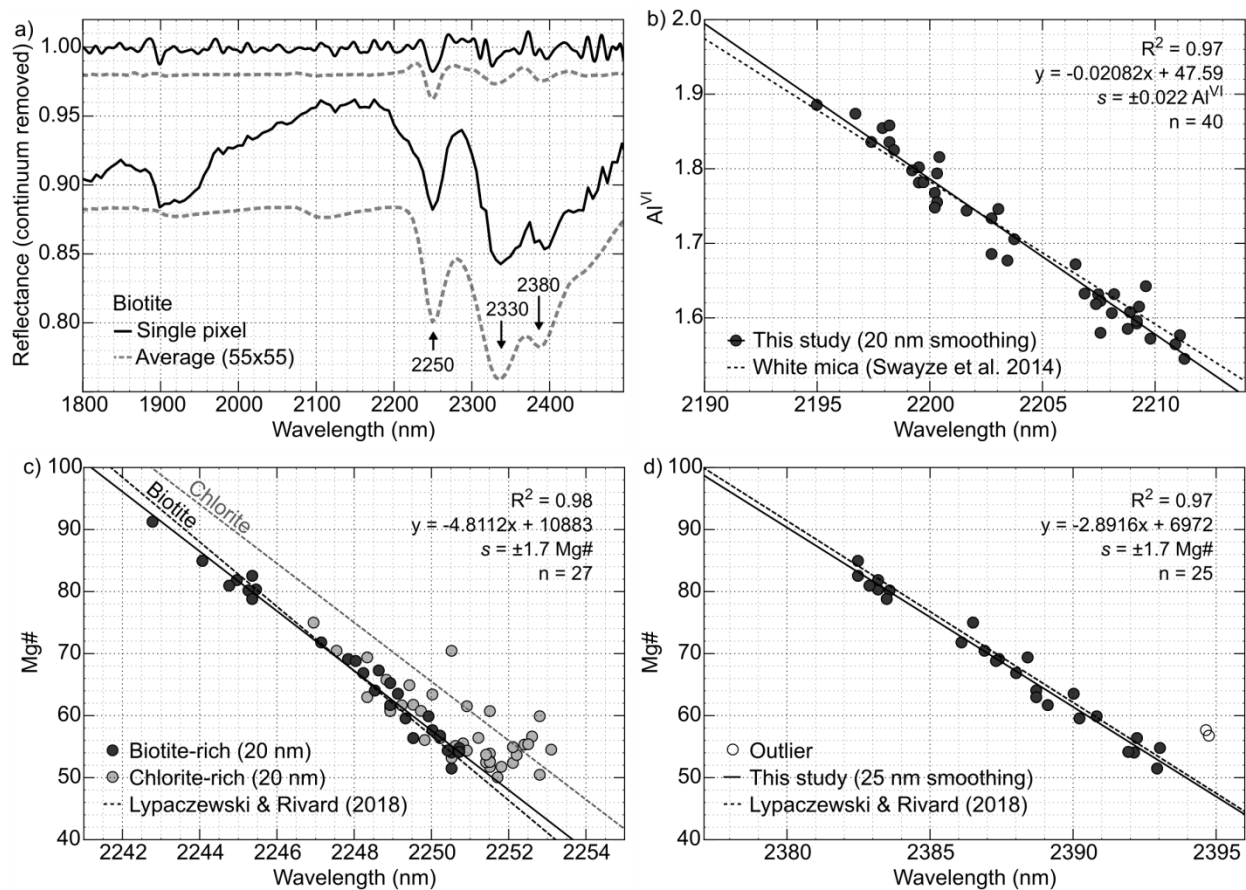 a)
1.00
0.95
0.90
0.85
0.80
Reflectance (continuum removed)
Biotite
Single pixel
Average (55x55)
2250
2330
2380
1800 1900 2000 2100 2200 2300 2400
Wavelength (nm)
b)
2.0
1.9
1.8
1.7
1.6
Al^VI
R² = 0.97
y = -0.02082x + 47.59
s = ±0.022 Al^VI
n = 40
This study (20 nm smoothing)
White mica (Swayze et al. 2014)
2190 2195 2200 2205 2210
Wavelength (nm)
c)
100
90
80
70
60
50
40
Mg#
Biotite
Chlorite
R² = 0.98
y = -4.8112x + 10883
s = ±1.7 Mg#
n = 27
Biotite-rich (20 nm)
Chlorite-rich (20 nm)
Lypaczewski & Rivard (2018)
2242 2244 2246 2248 2250 2252 2254
Wavelength (nm)
d)
100
90
80
70
60
50
40
Mg#
R² = 0.97
y = -2.8916x + 6972
s = ±1.7 Mg#
n = 25
Outlier
This study (25 nm smoothing)
Lypaczewski & Rivard (2018)
2380 2385 2390 2395
Wavelength (nm)